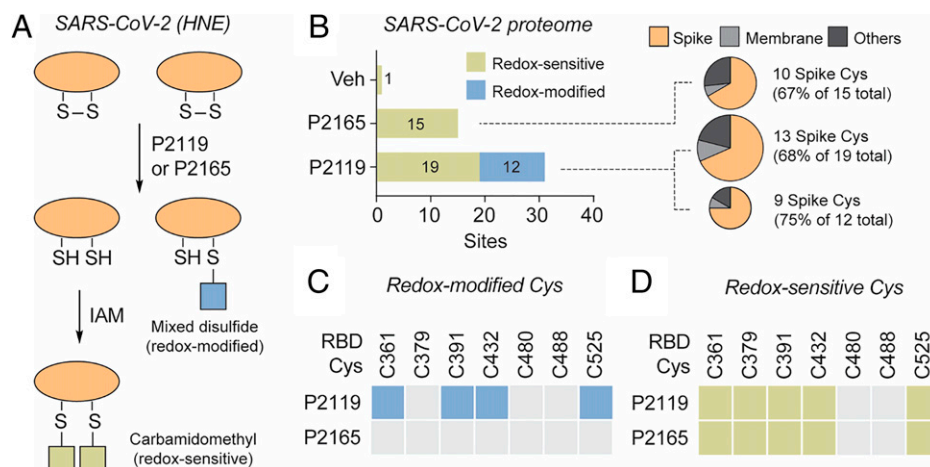 A
SARS-CoV-2 (HNE)
S–S
S–S
P2119
or P2165
SH SH
SH S
IAM
Mixed disulfide
(redox-modified)
S
S
Carbamidomethyl
(redox-sensitive)
B
SARS-CoV-2 proteome
Redox-sensitive
Redox-modified
Veh
1
P2165
15
P2119
19
12
0
10
20
30
40
Sites
Spike
Membrane
Others
10 Spike Cys
(67% of 15 total)
13 Spike Cys
(68% of 19 total)
9 Spike Cys
(75% of 12 total)
C
Redox-modified Cys
RBD
Cys
C361
C379
C391
C432
C480
C488
C525
P2119
P2165
D
Redox-sensitive Cys
RBD
Cys
C361
C379
C391
C432
C480
C488
C525
P2119
P2165